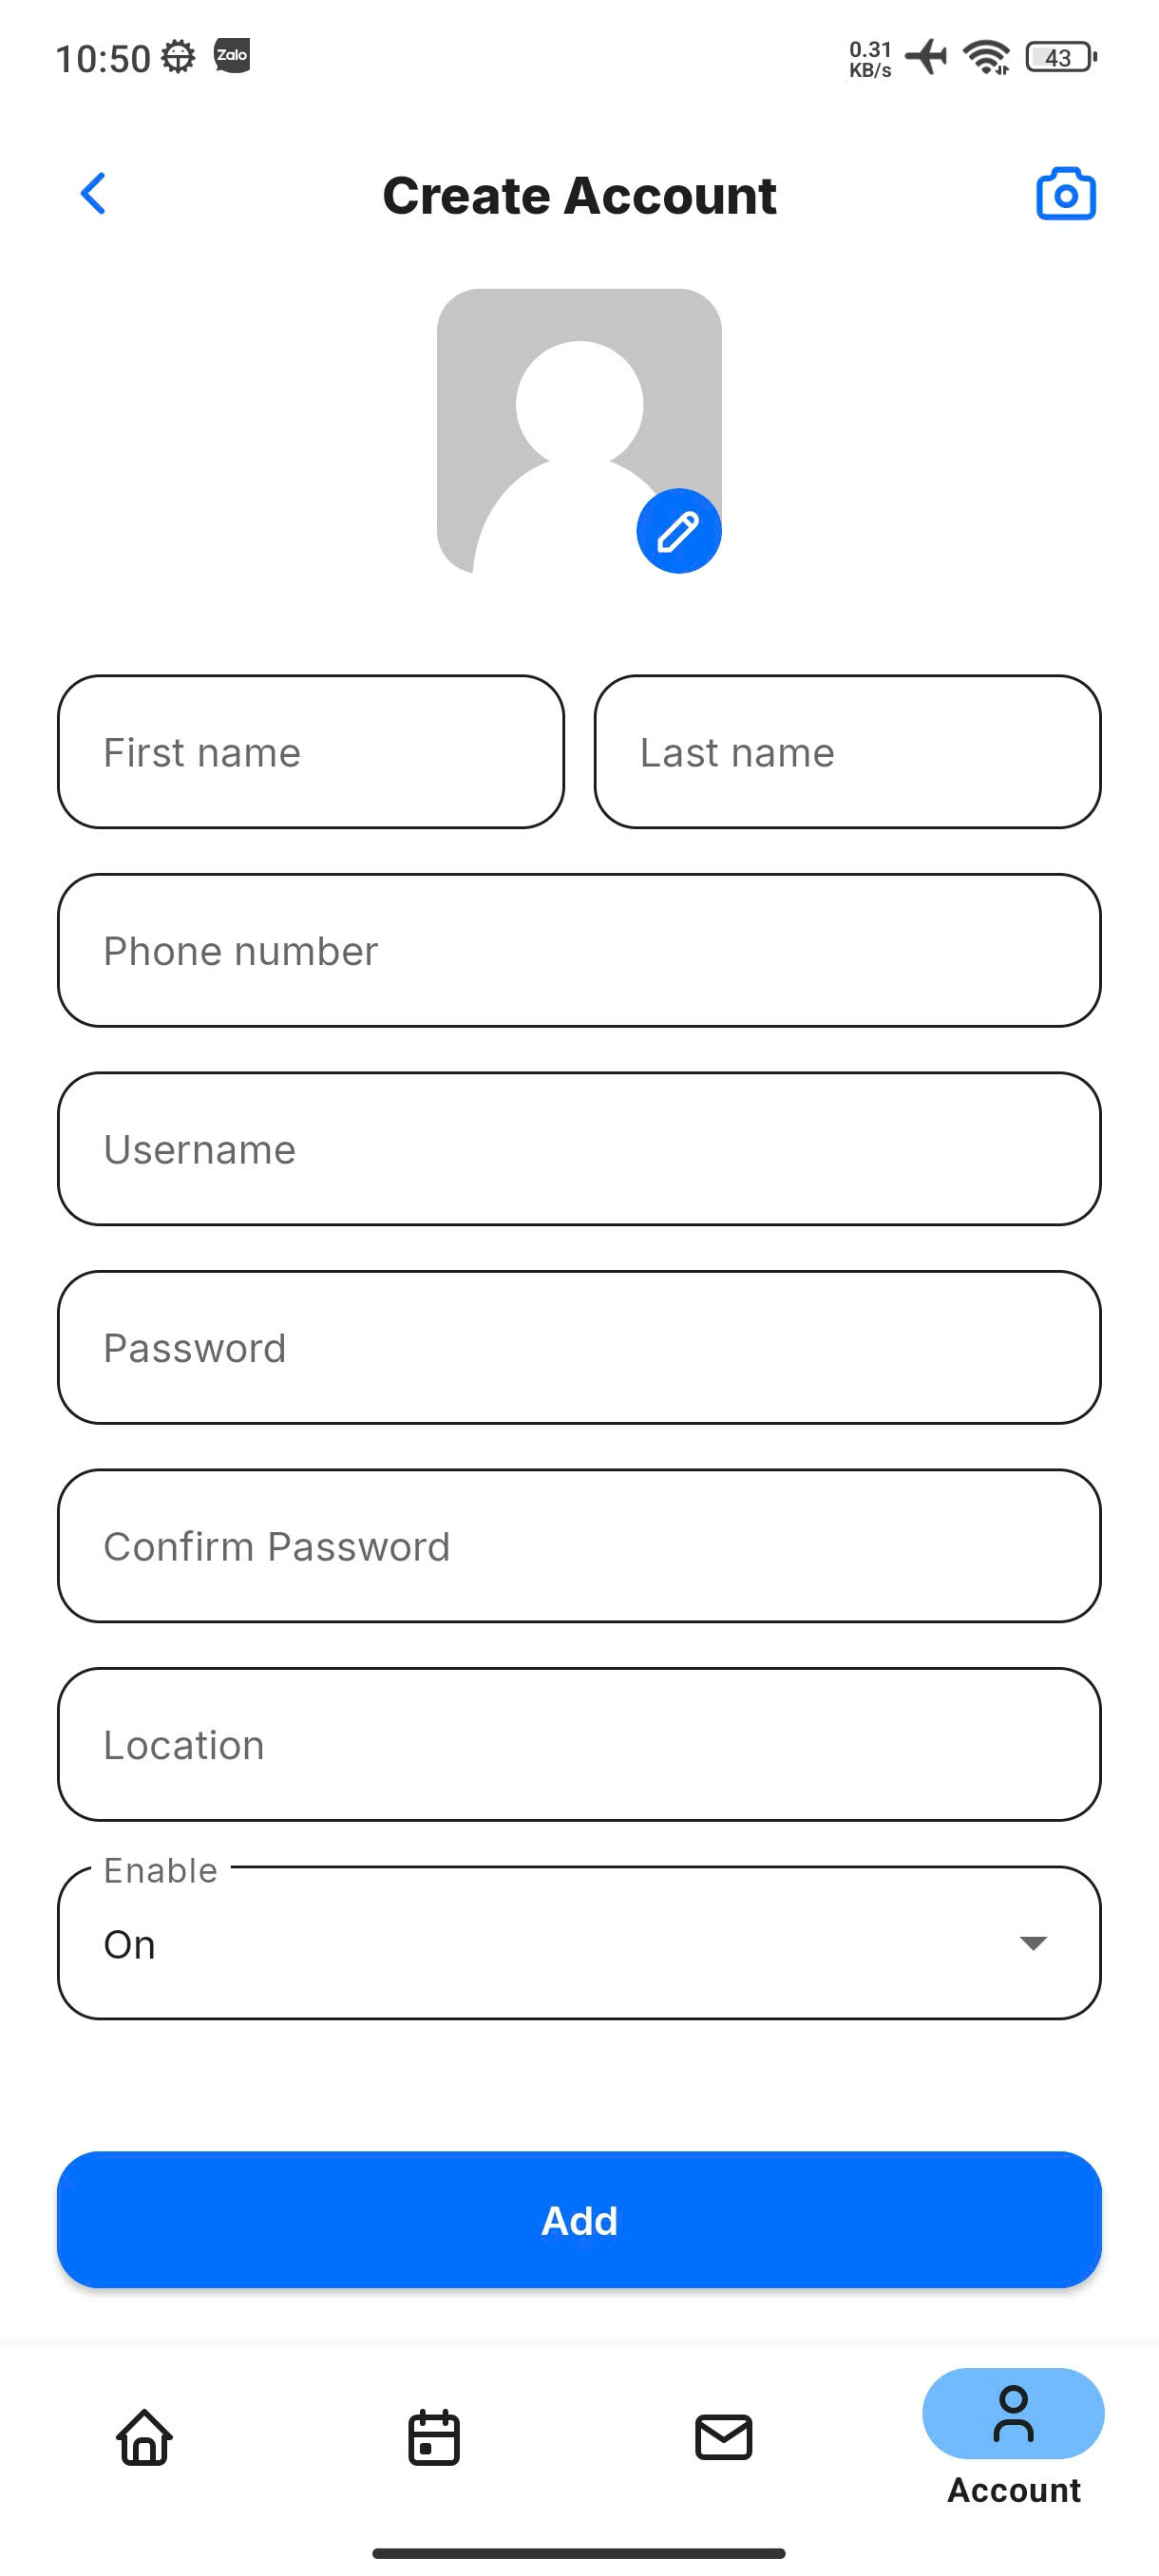 10:50 Zalo 0.31 KB/s 43
Create Account
First name
Last name
Phone number
Username
Password
Confirm Password
Location
Enable
On
Add
Account